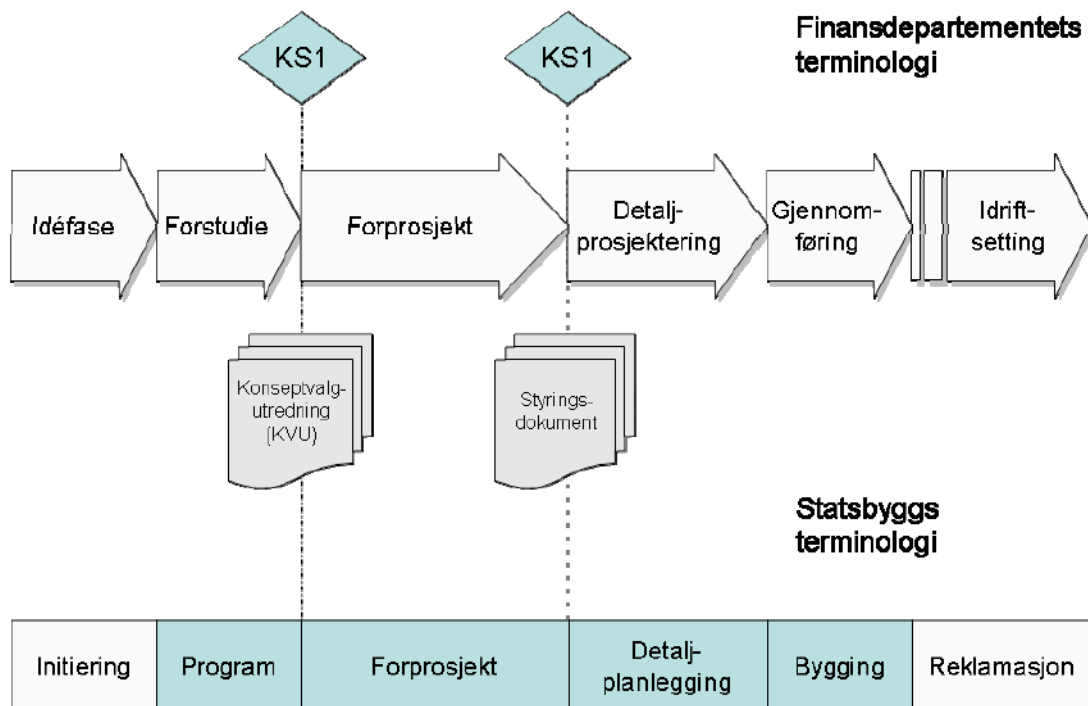 KS1
KS1
Finansdepartementets
terminologi
Idéfase
Forstudie
Forprosjekt
Detalj-
prosjektering
Gjennom-
føring
Idrift-
setting
Konseptvalg-
utredning
(KVU)
Styrings-
dokument
Statsbyggs
terminologi
Initiering
Program
Forprosjekt
Detalj-
planlegging
Bygging
Reklamasjon